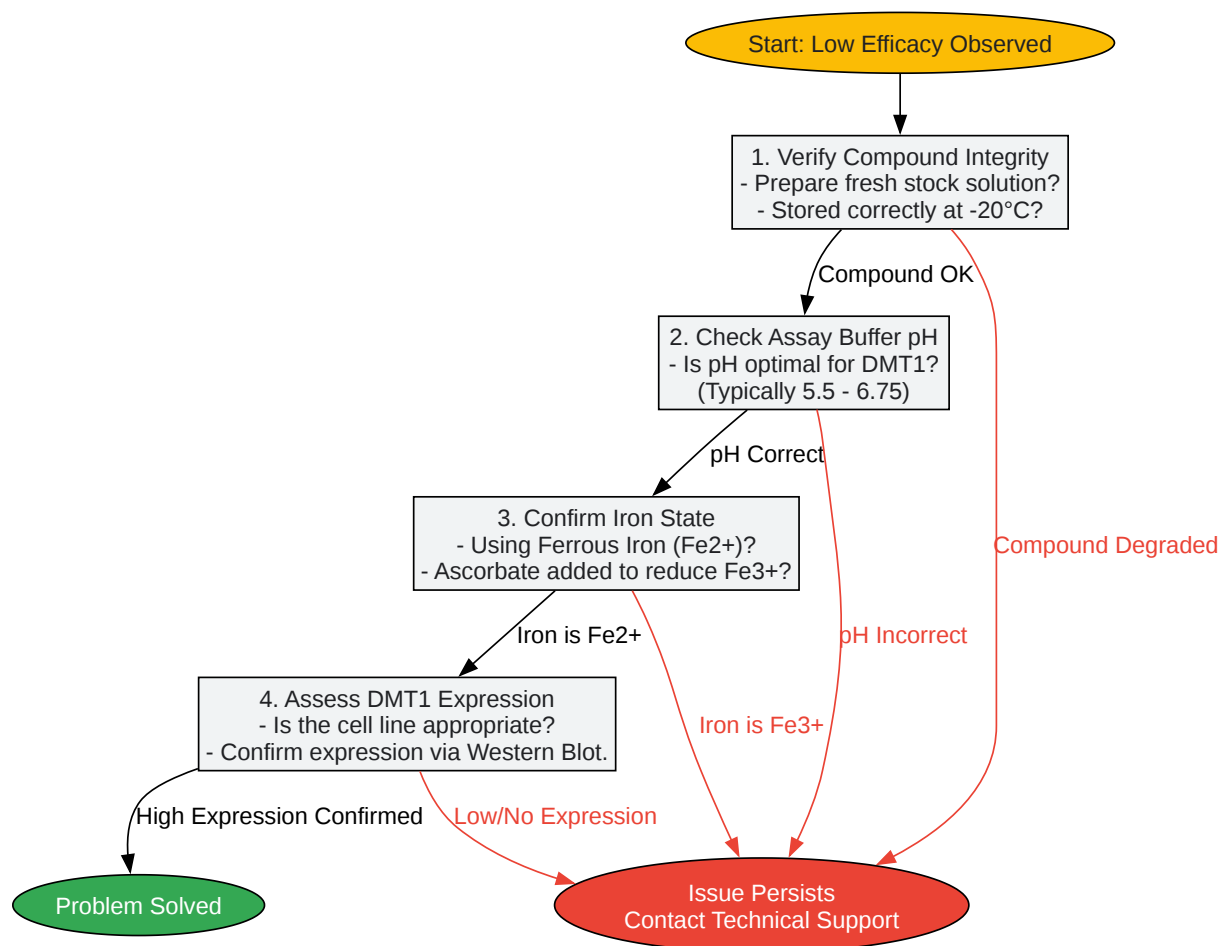 Start: Low Efficacy Observed
1. Verify Compound Integrity
- Prepare fresh stock solution?
- Stored correctly at -20°C?
Compound OK
2. Check Assay Buffer pH
- Is pH optimal for DMT1?
(Typically 5.5 - 6.75)
pH Correct
3. Confirm Iron State
- Using Ferrous Iron (Fe2+)?
- Ascorbate added to reduce Fe3+?
Compound Degraded
Iron is Fe2+
pH Incorrect
4. Assess DMT1 Expression
- Is the cell line appropriate?
- Confirm expression via Western Blot.
Iron is Fe3+
High Expression Confirmed
Low/No Expression
Problem Solved
Issue Persists
Contact Technical Support